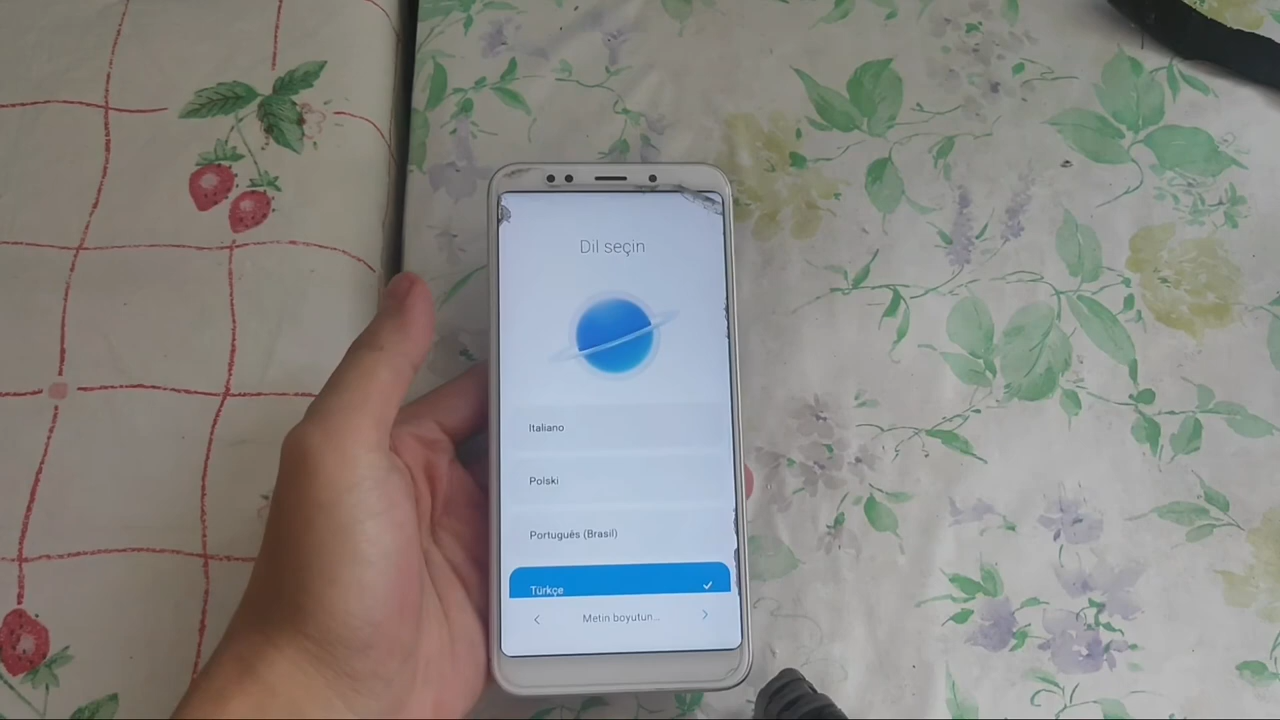 Dil seçin
Italiano
Polski
Português (Brasil)
Türkçe
Metin boyutun...